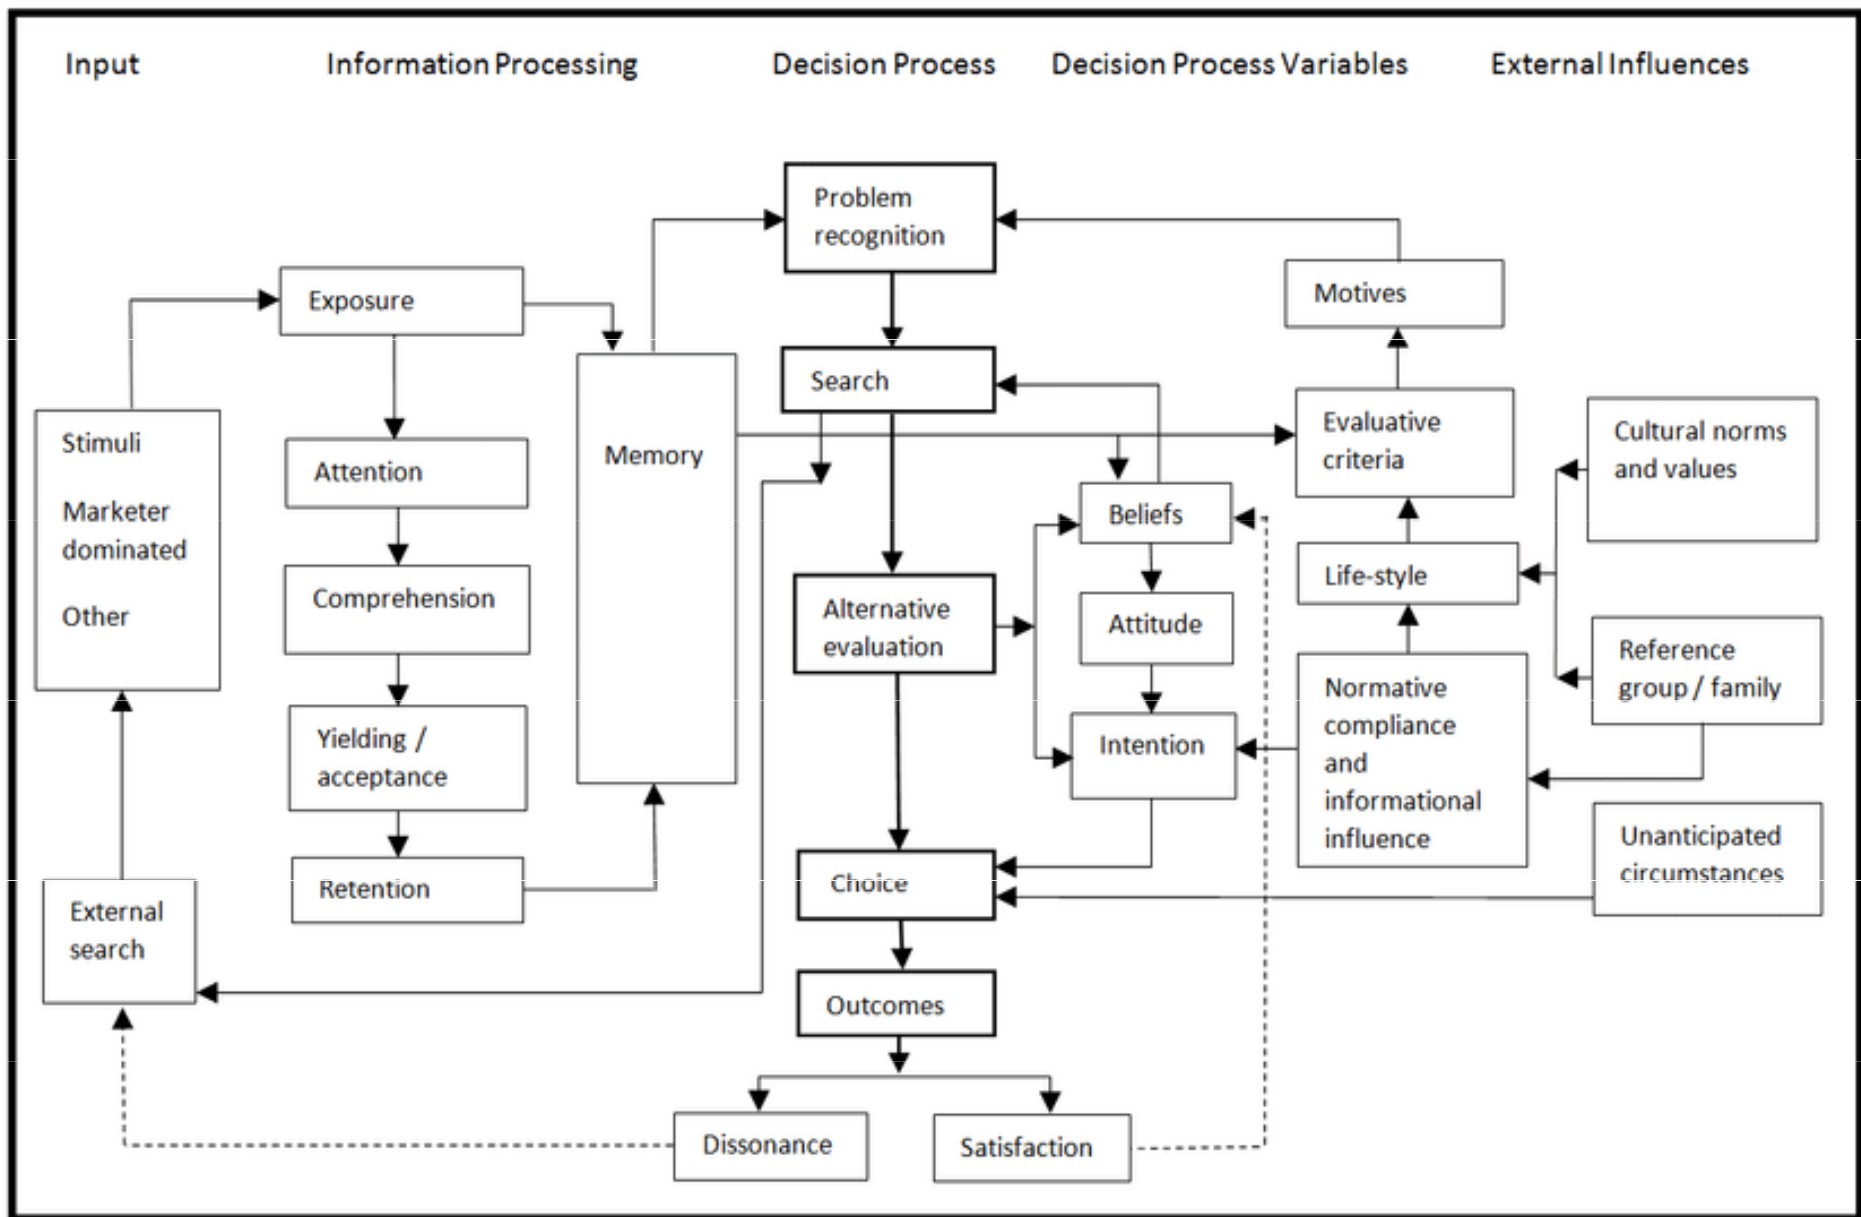 Input
Information Processing
Decision Process
Decision Process Variables
External Influences
Stimuli
Marketer
dominated
Other
External
search
Exposure
Attention
Comprehension
Yielding /
acceptance
Retention
Memory
Problem
recognition
Search
Alternative
evaluation
Choice
Outcomes
Dissonance
Satisfaction
Beliefs
Attitude
Intention
Motives
Evaluative
criteria
Life-style
Normative
compliance
and
informational
influence
Cultural norms
and values
Reference
group / family
Unanticipated
circumstances